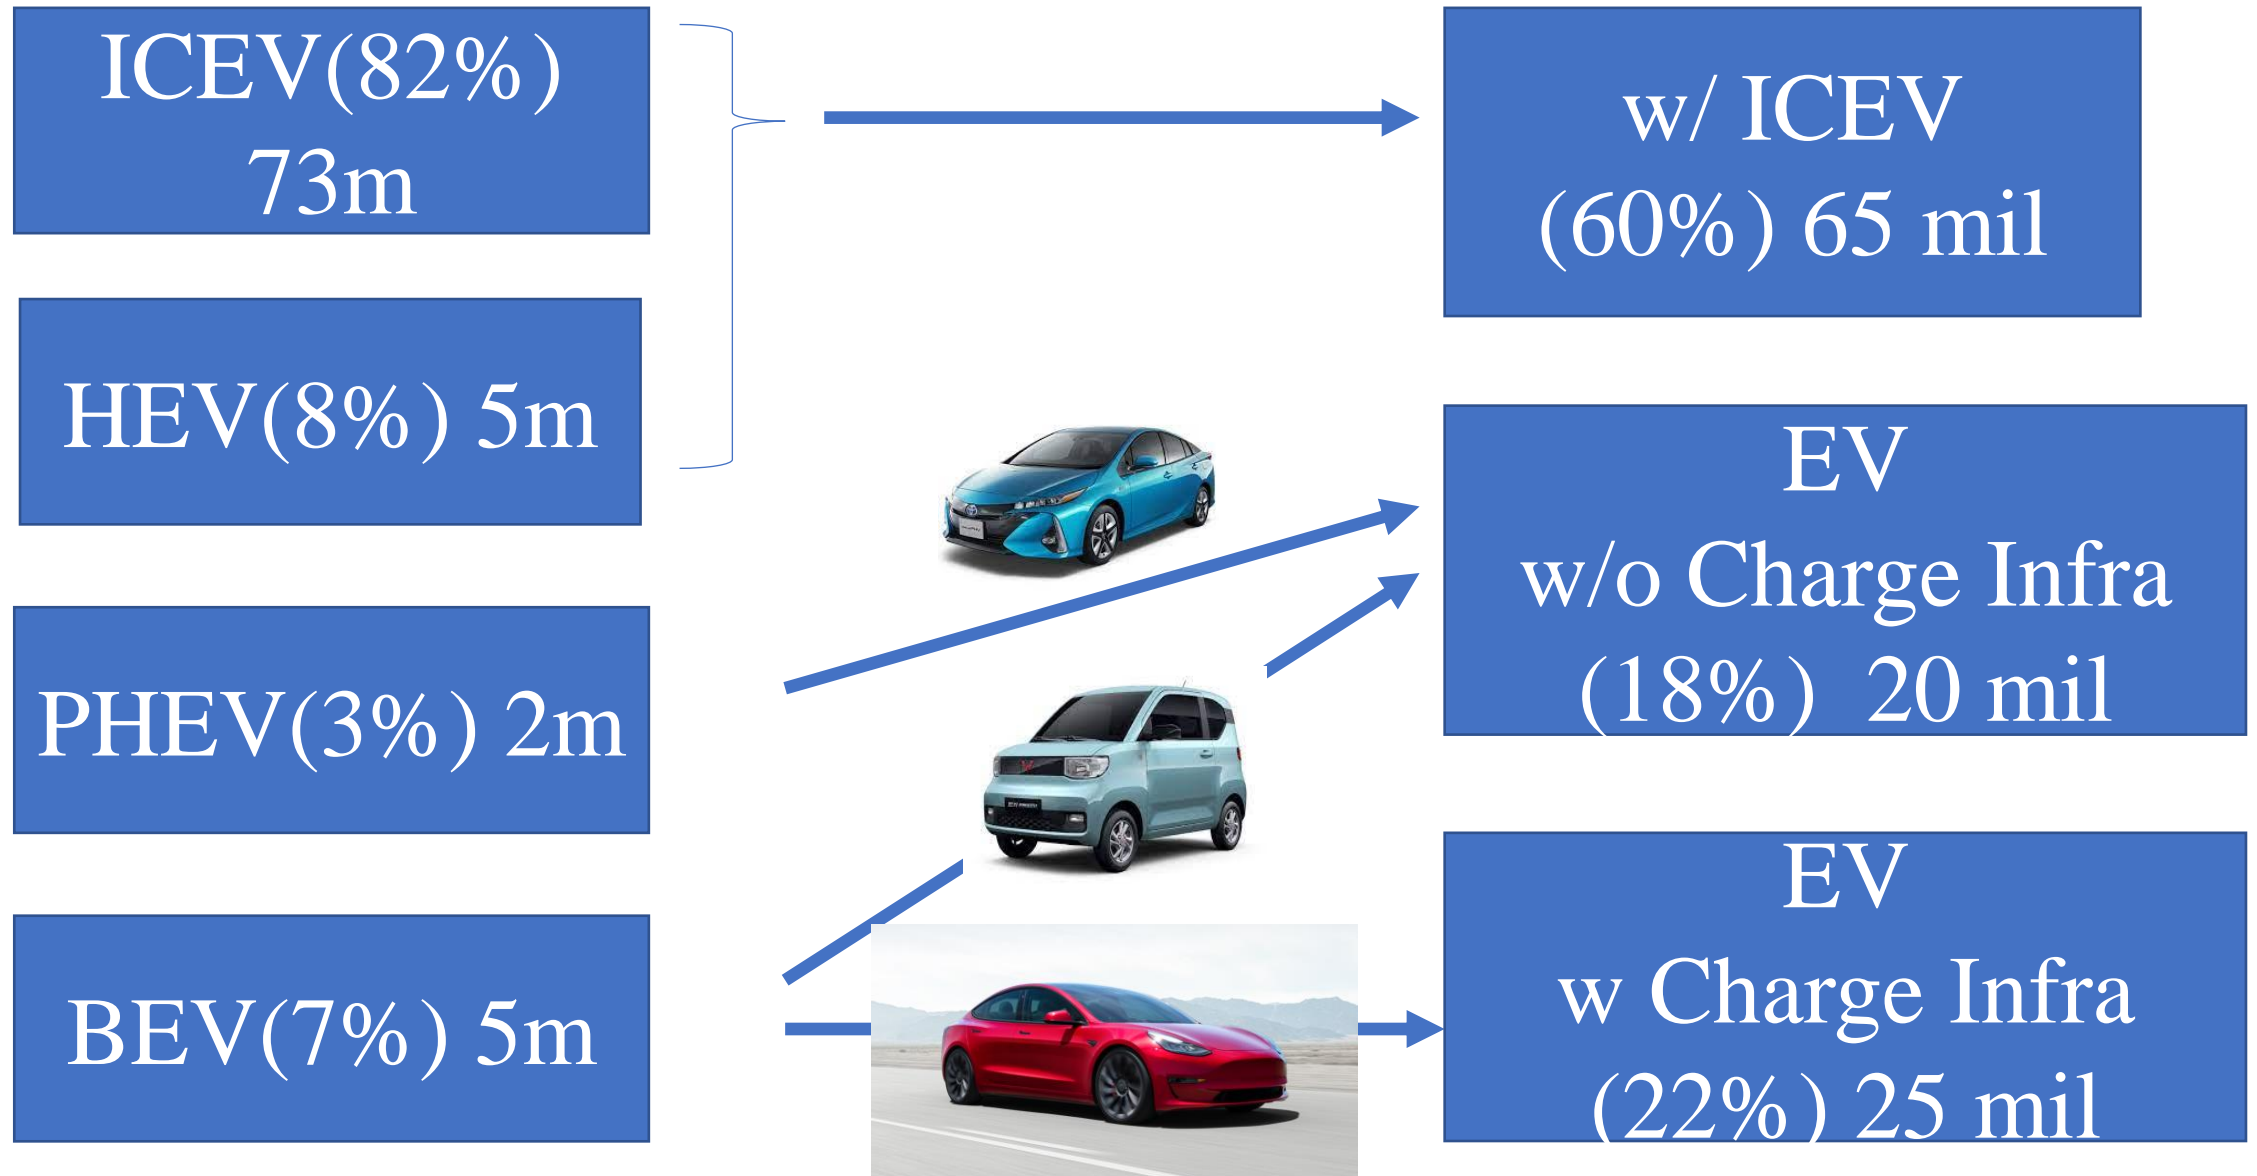 ICEV(82%)
73m
HEV(8%) 5m
PHEV(3%) 2m
BEV(7%) 5m
w/ ICEV
(60%) 65 mil
EV
w/o Charge Infra
(18%) 20 mil
EV
w Charge Infra
(22%) 25 mil